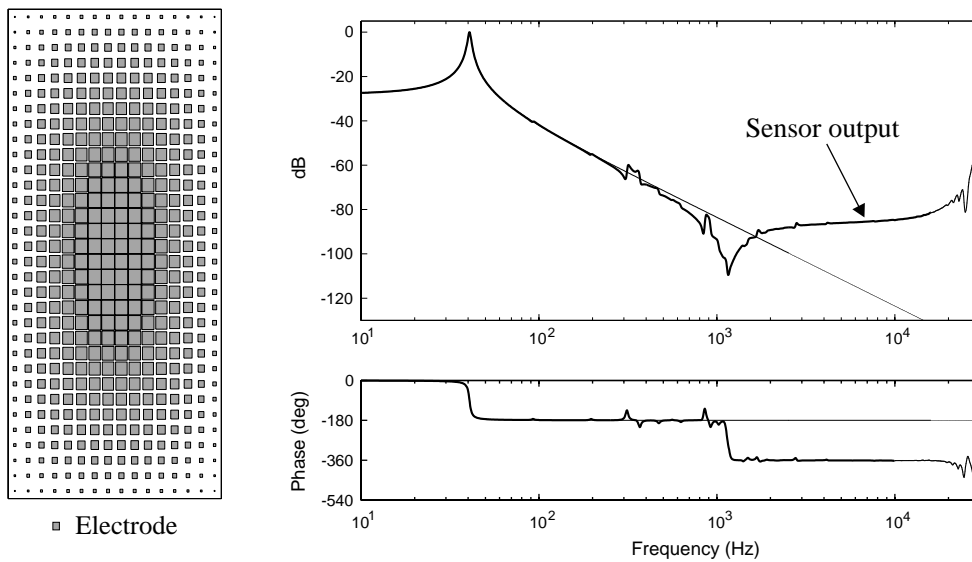 Electrode
0
-20
-40
-60
-80
-100
-120
dB
Sensor output
10^1 10^2 10^3 10^4
0
-180
-360
-540
Phase (deg)
10^1 10^2 10^3 10^4
Frequency (Hz)